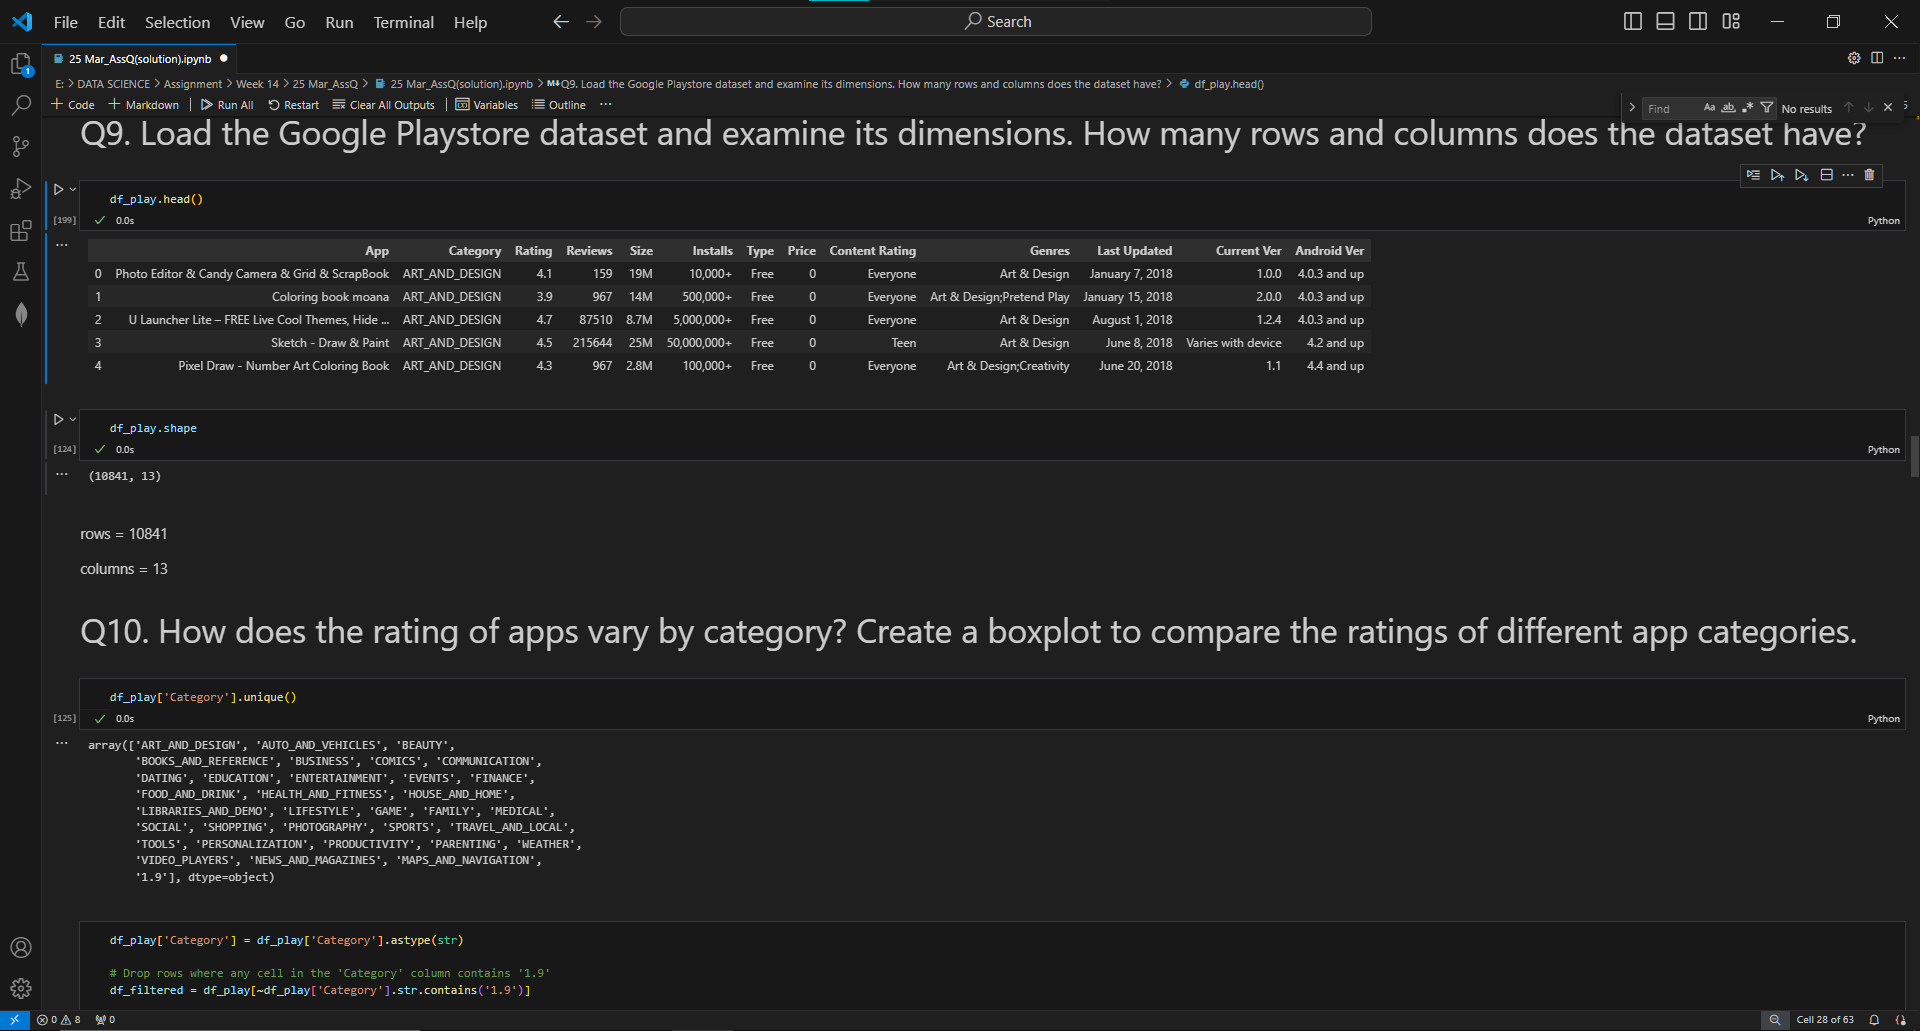 File Edit Selection View Go Run Terminal Help
Search
25 Mar_AssQ(solution).ipynb
E: > DATA SCIENCE > Assignment > Week 14 > 25 Mar_AssQ > 25 Mar_AssQ(solution).ipynb > M↓Q9. Load the Google Playstore dataset and examine its dimensions. How many rows and columns does the dataset have? > df_play.head()
+ Code + Markdown | Run All Restart Clear All Outputs | Variables Outline ...
Find Aa ab No results
Q9. Load the Google Playstore dataset and examine its dimensions. How many rows and columns does the dataset have?
df_play.head()
[199] 0.0s Python
App Category Rating Reviews Size Installs Type Price Content Rating Genres Last Updated Current Ver Android Ver
0 Photo Editor & Candy Camera & Grid & ScrapBook ART_AND_DESIGN 4.1 159 19M 10,000+ Free 0 Everyone Art & Design January 7, 2018 1.0.0 4.0.3 and up
1 Coloring book moana ART_AND_DESIGN 3.9 967 14M 500,000+ Free 0 Everyone Art & Design;Pretend Play January 15, 2018 2.0.0 4.0.3 and up
2 U Launcher Lite – FREE Live Cool Themes, Hide ... ART_AND_DESIGN 4.7 87510 8.7M 5,000,000+ Free 0 Everyone Art & Design August 1, 2018 1.2.4 4.0.3 and up
3 Sketch - Draw & Paint ART_AND_DESIGN 4.5 215644 25M 50,000,000+ Free 0 Teen Art & Design June 8, 2018 Varies with device 4.2 and up
4 Pixel Draw - Number Art Coloring Book ART_AND_DESIGN 4.3 967 2.8M 100,000+ Free 0 Everyone Art & Design;Creativity June 20, 2018 1.1 4.4 and up
df_play.shape
[124] 0.0s Python
(10841, 13)
rows = 10841
columns = 13
Q10. How does the rating of apps vary by category? Create a boxplot to compare the ratings of different app categories.
df_play['Category'].unique()
[125] 0.0s Python
array(['ART_AND_DESIGN', 'AUTO_AND_VEHICLES', 'BEAUTY',
'BOOKS_AND_REFERENCE', 'BUSINESS', 'COMICS', 'COMMUNICATION',
'DATING', 'EDUCATION', 'ENTERTAINMENT', 'EVENTS', 'FINANCE',
'FOOD_AND_DRINK', 'HEALTH_AND_FITNESS', 'HOUSE_AND_HOME',
'LIBRARIES_AND_DEMO', 'LIFESTYLE', 'GAME', 'FAMILY', 'MEDICAL',
'SOCIAL', 'SHOPPING', 'PHOTOGRAPHY', 'SPORTS', 'TRAVEL_AND_LOCAL',
'TOOLS', 'PERSONALIZATION', 'PRODUCTIVITY', 'PARENTING', 'WEATHER',
'VIDEO_PLAYERS', 'NEWS_AND_MAGAZINES', 'MAPS_AND_NAVIGATION',
'1.9'], dtype=object)
df_play['Category'] = df_play['Category'].astype(str)
# Drop rows where any cell in the 'Category' column contains '1.9'
df_filtered = df_play[~df_play['Category'].str.contains('1.9')]
0 8 0 Cell 28 of 63